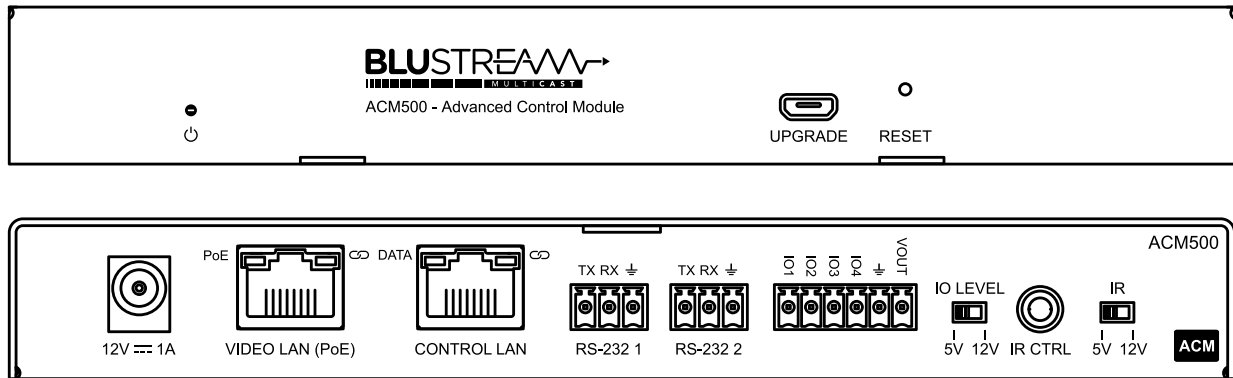 BLUSTREAM
MULTICAST
ACM500 - Advanced Control Module
UPGRADE
RESET
ACM500
PoE
DATA
TX RX
TX RX
IO1
IO2
IO3
IO4
VOUT
IO LEVEL
IR
12V 1A
VIDEO LAN (PoE)
CONTROL LAN
RS-232 1
RS-232 2
5V 12V
IR CTRL
5V 12V
ACM